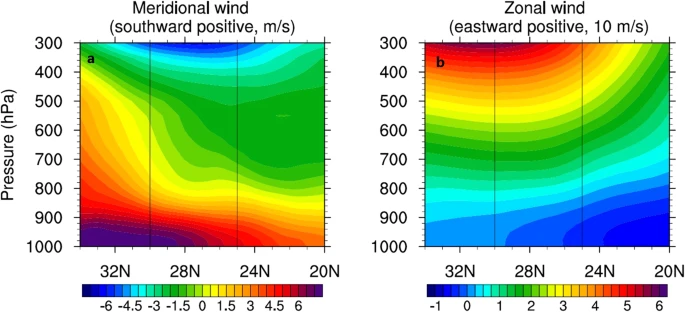 Meridional wind
(southward positive, m/s)
Zonal wind
(eastward positive, 10 m/s)
Pressure (hPa)
a
300
400
500
600
700
800
900
1000
32N 28N 24N 20N
-6 -4.5 -3 -1.5 0 1.5 3 4.5 6
b
300
400
500
600
700
800
900
1000
32N 28N 24N 20N
-1 0 1 2 3 4 5 6